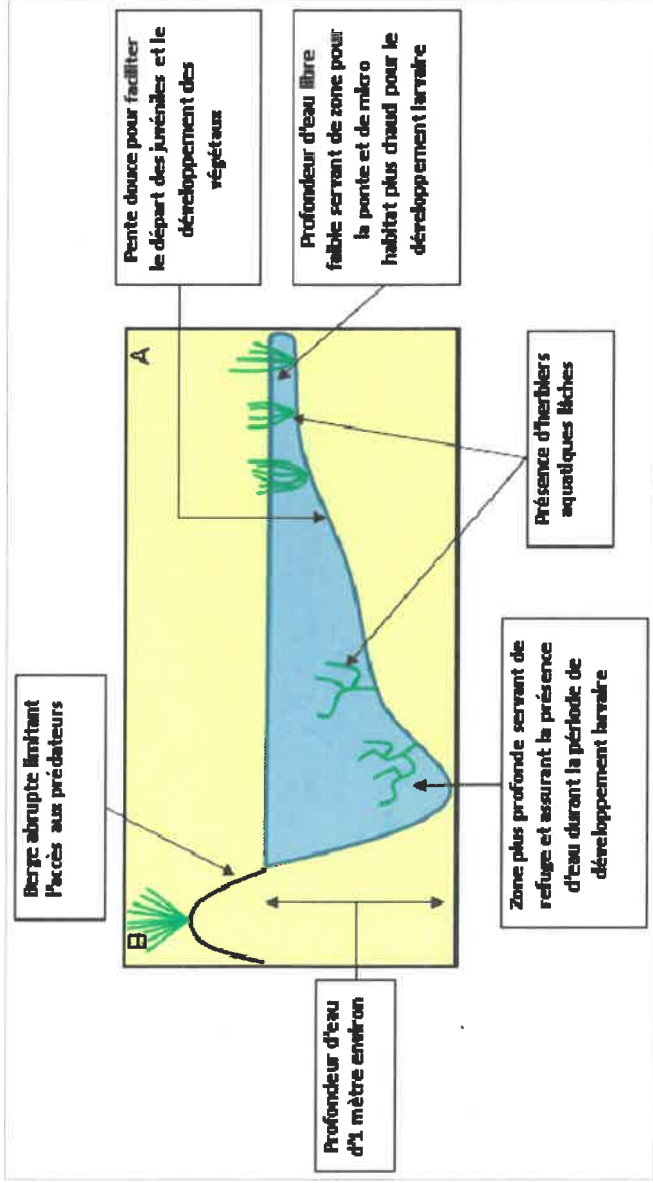 Berge abrupte limitant
l'accès aux prédateurs
Pente douce pour faciliter
le départ des juvéniles et le
développement des
végétaux
B
A
Profondeur d'eau
d'1 mètre environ
Profondeur d'eau libre
faible servant de zone pour
la ponte et de micro
habitat plus chaud pour le
développement larvaire
Zone plus profonde servant de
refuge et assurant la présence
d'eau durant la période de
développement larvaire
Présence d'herbiers
aquatiques lâches